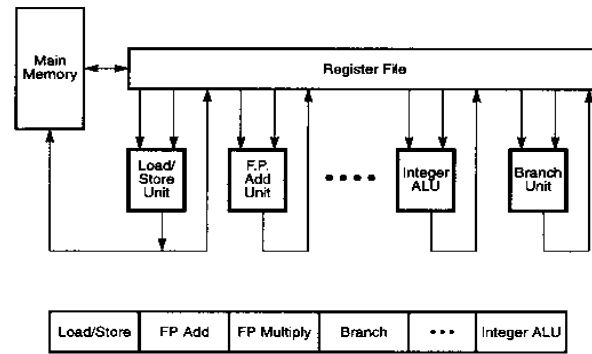 Main
Memory
Register File
Load/
Store
Unit
F.P.
Add
Unit
Integer
ALU
Branch
Unit
Load/Store
FP Add
FP Multiply
Branch
Integer ALU